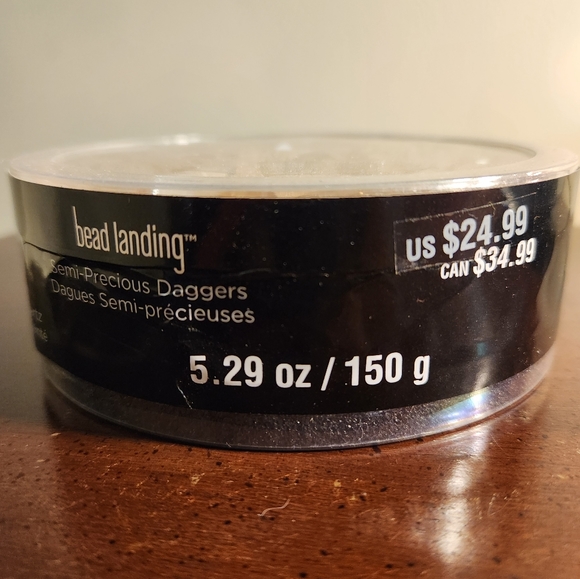 bead landing™
Semi-Precious Daggers
Dagues Semi-précieuses
US $24.99
CAN $34.99
5.29 oz / 150 g